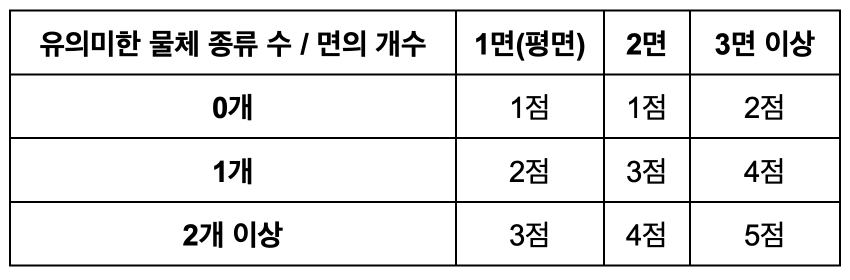 유의미한 물체 종류 수 / 면의 개수 1면(평면) 2면 3면 이상
0개 1점 1점 2점
1개 2점 3점 4점
2개 이상 3점 4점 5점